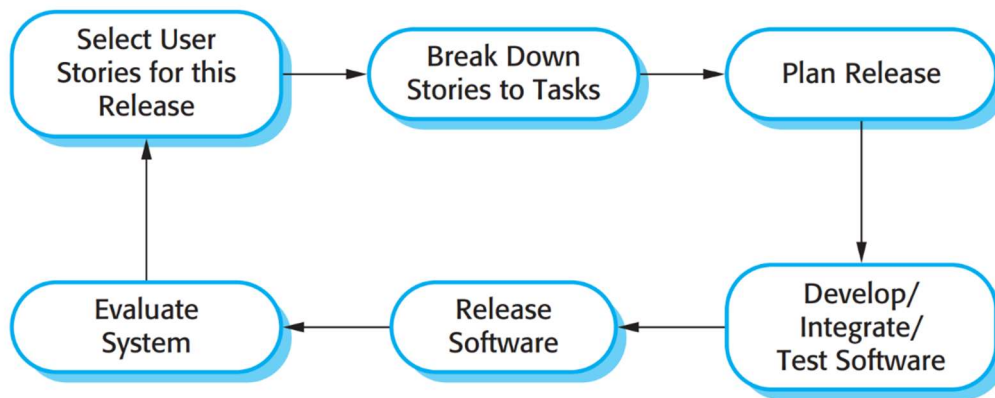 Select User
Stories for this
Release
Break Down
Stories to Tasks
Plan Release
Develop/
Integrate/
Test Software
Release
Software
Evaluate
System